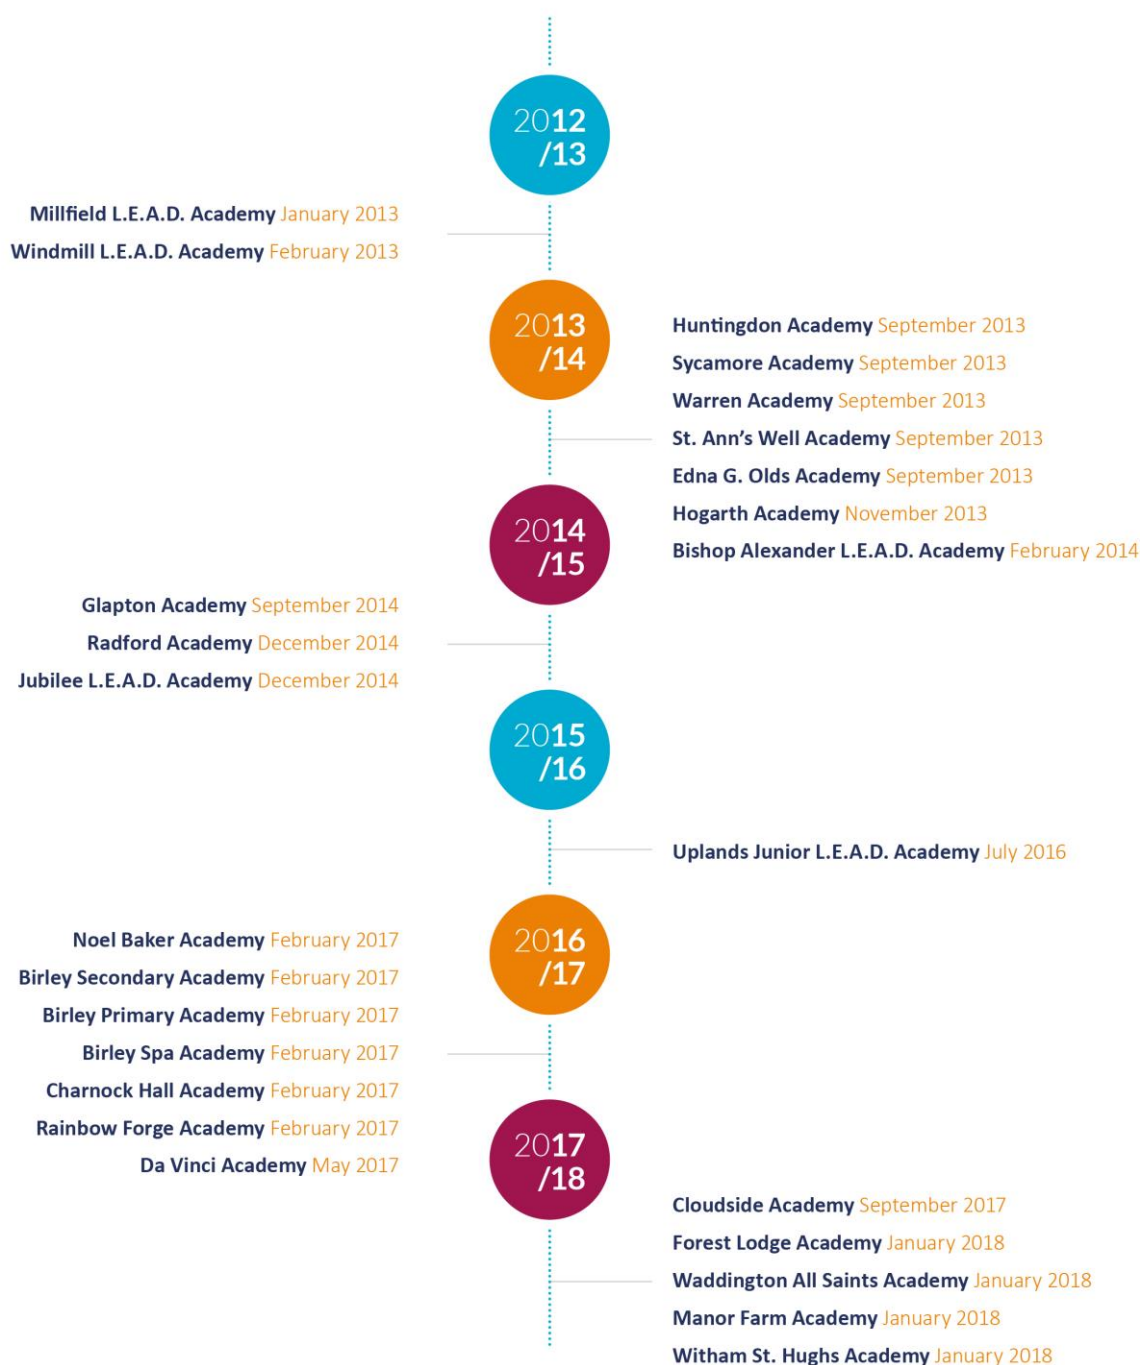 2012
/13
Millfield L.E.A.D. Academy January 2013
Windmill L.E.A.D. Academy February 2013
2013
/14
Huntingdon Academy September 2013
Sycamore Academy September 2013
Warren Academy September 2013
St. Ann’s Well Academy September 2013
Edna G. Olds Academy September 2013
Hogarth Academy November 2013
Bishop Alexander L.E.A.D. Academy February 2014
2014
/15
Glapton Academy September 2014
Radford Academy December 2014
Jubilee L.E.A.D. Academy December 2014
2015
/16
Uplands Junior L.E.A.D. Academy July 2016
2016
/17
Noel Baker Academy February 2017
Birley Secondary Academy February 2017
Birley Primary Academy February 2017
Birley Spa Academy February 2017
Charnock Hall Academy February 2017
Rainbow Forge Academy February 2017
Da Vinci Academy May 2017
2017
/18
Cloudside Academy September 2017
Forest Lodge Academy January 2018
Waddington All Saints Academy January 2018
Manor Farm Academy January 2018
Witham St. Hughs Academy January 2018